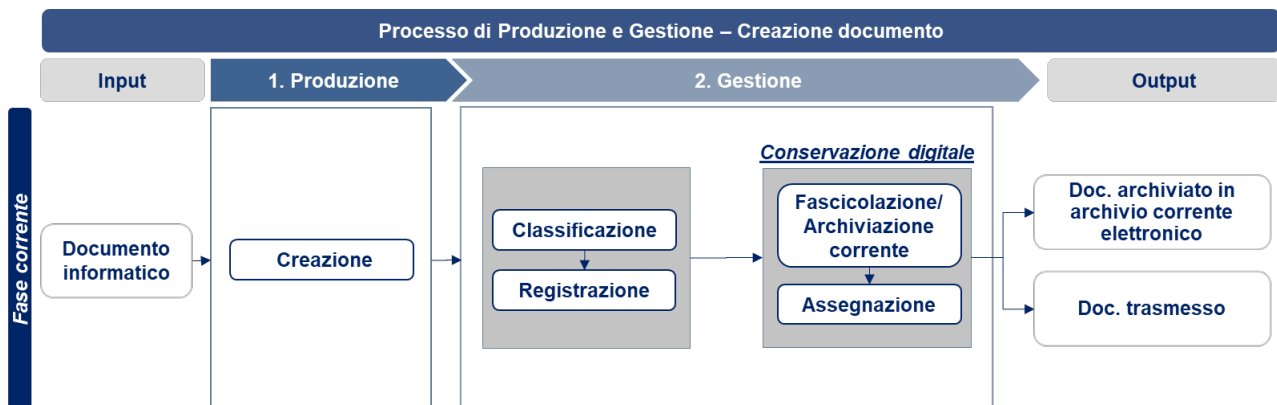 Processo di Produzione e Gestione – Creazione documento
Input
1. Produzione
2. Gestione
Output
Fase corrente
Documento
informatico
Creazione
Classificazione
Registrazione
Conservazione digitale
Fascicolazione/
Archiviazione
corrente
Assegnazione
Doc. archiviato in
archivio corrente
elettronico
Doc. trasmesso